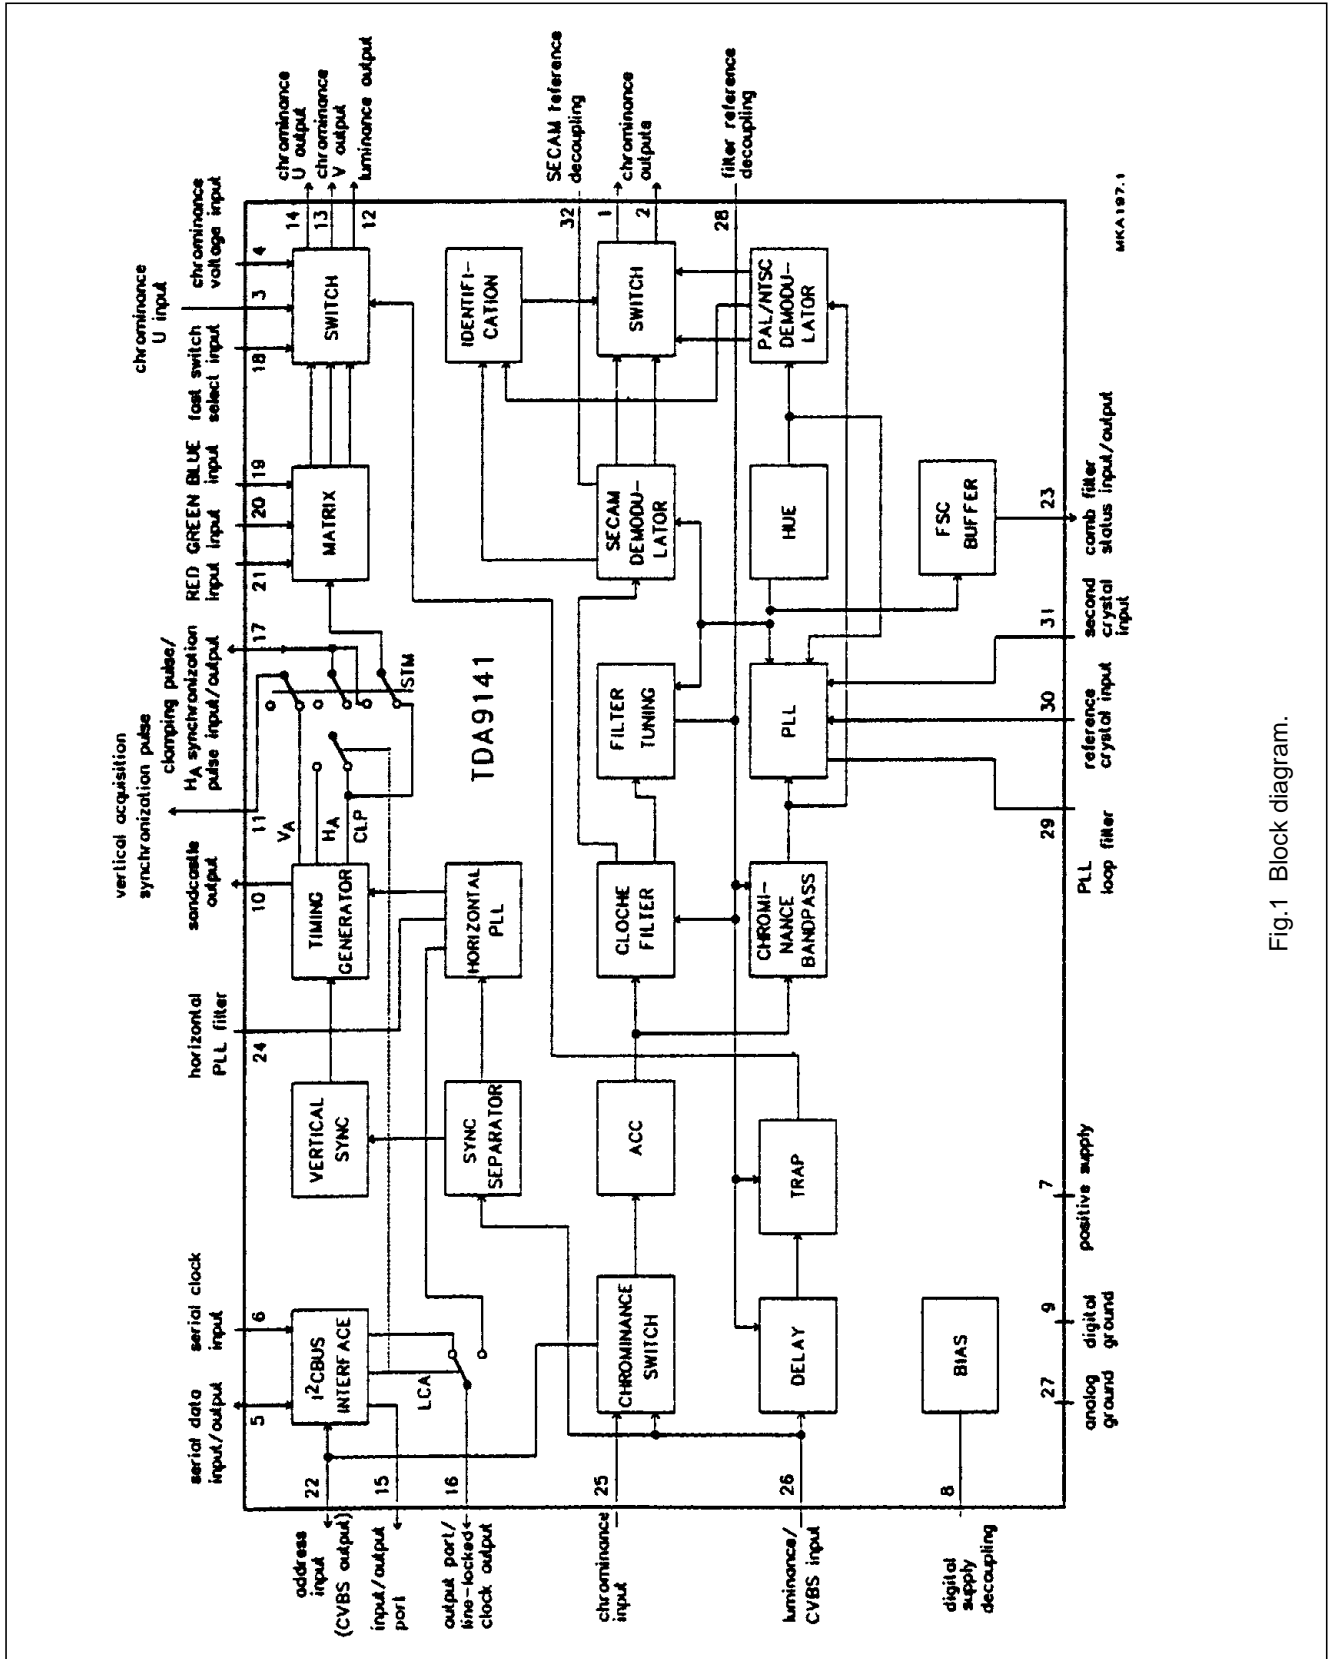 chrominance
U output
chrominance
V output
luminance output
SECAM reference
decoupling
chrominance
outputs
filter reference
decoupling
MKA197.1
14
13
12
32
1
2
28
chrominance
voltage input
4
chrominance
U input
3
fast switch
select input
18
SWITCH
IDENTIFI-
CATION
SWITCH
PAL/NTSC
DEMODU-
LATOR
BLUE
input
19
GREEN
input
20
RED
input
21
MATRIX
SECAM
DEMODU-
LATOR
HUE
FSC
BUFFER
23
comb filter
status input/output
31
second
crystal
input
30
reference
crystal input
29
PLL
loop filter
clamping pulse/
HA synchronization
pulse input/output
17
vertical acquisition
synchronization pulse
11
sandcastle
output
10
STM
VA
HA
CLP
TDA9141
FILTER
TUNING
PLL
TIMING
GENERATOR
HORIZONTAL
PLL
CLOCHE
FILTER
CHROMI-
NANCE
BANDPASS
horizontal
PLL filter
24
VERTICAL
SYNC
SYNC
SEPARATOR
ACC
TRAP
7
positive supply
serial clock
input
6
serial data
input/output
5
I2CBUS
INTERFACE
LCA
CHROMINANCE
SWITCH
DELAY
BIAS
9
digital
ground
27
analog
ground
22
15
16
25
26
8
address
input
(CVBS output)
input/output
port
output port/
line-locked
clock output
chrominance
input
luminance/
CVBS input
digital
supply
decoupling
Fig.1 Block diagram.